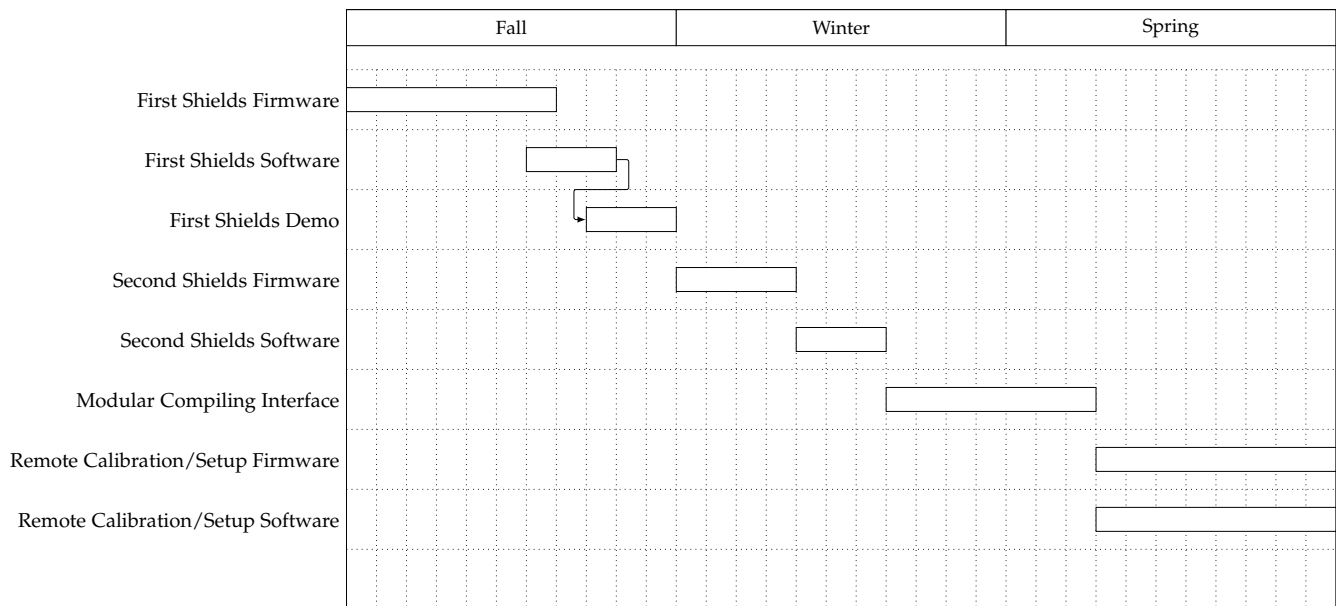 Fall Winter Spring
First Shields Firmware
First Shields Software
First Shields Demo
Second Shields Firmware
Second Shields Software
Modular Compiling Interface
Remote Calibration/Setup Firmware
Remote Calibration/Setup Software